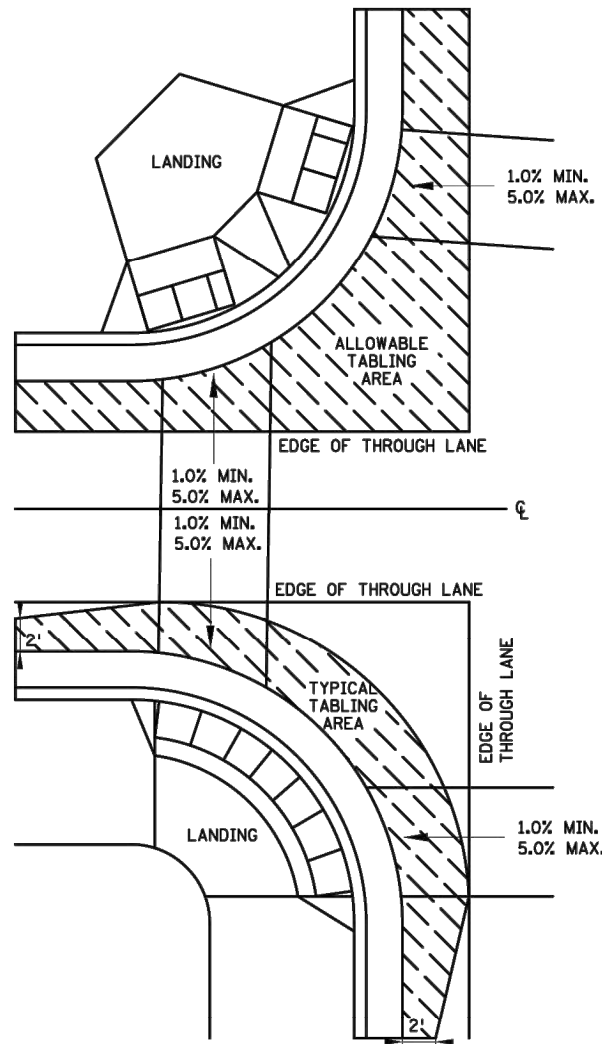 LANDING
1.0% MIN.
5.0% MAX.
ALLOWABLE
TABLING
AREA
EDGE OF THROUGH LANE
1.0% MIN.
5.0% MAX.
℄
1.0% MIN.
5.0% MAX.
EDGE OF THROUGH LANE
2'
TYPICAL
TABLING
AREA
EDGE OF
THROUGH LANE
LANDING
1.0% MIN.
5.0% MAX.
2'